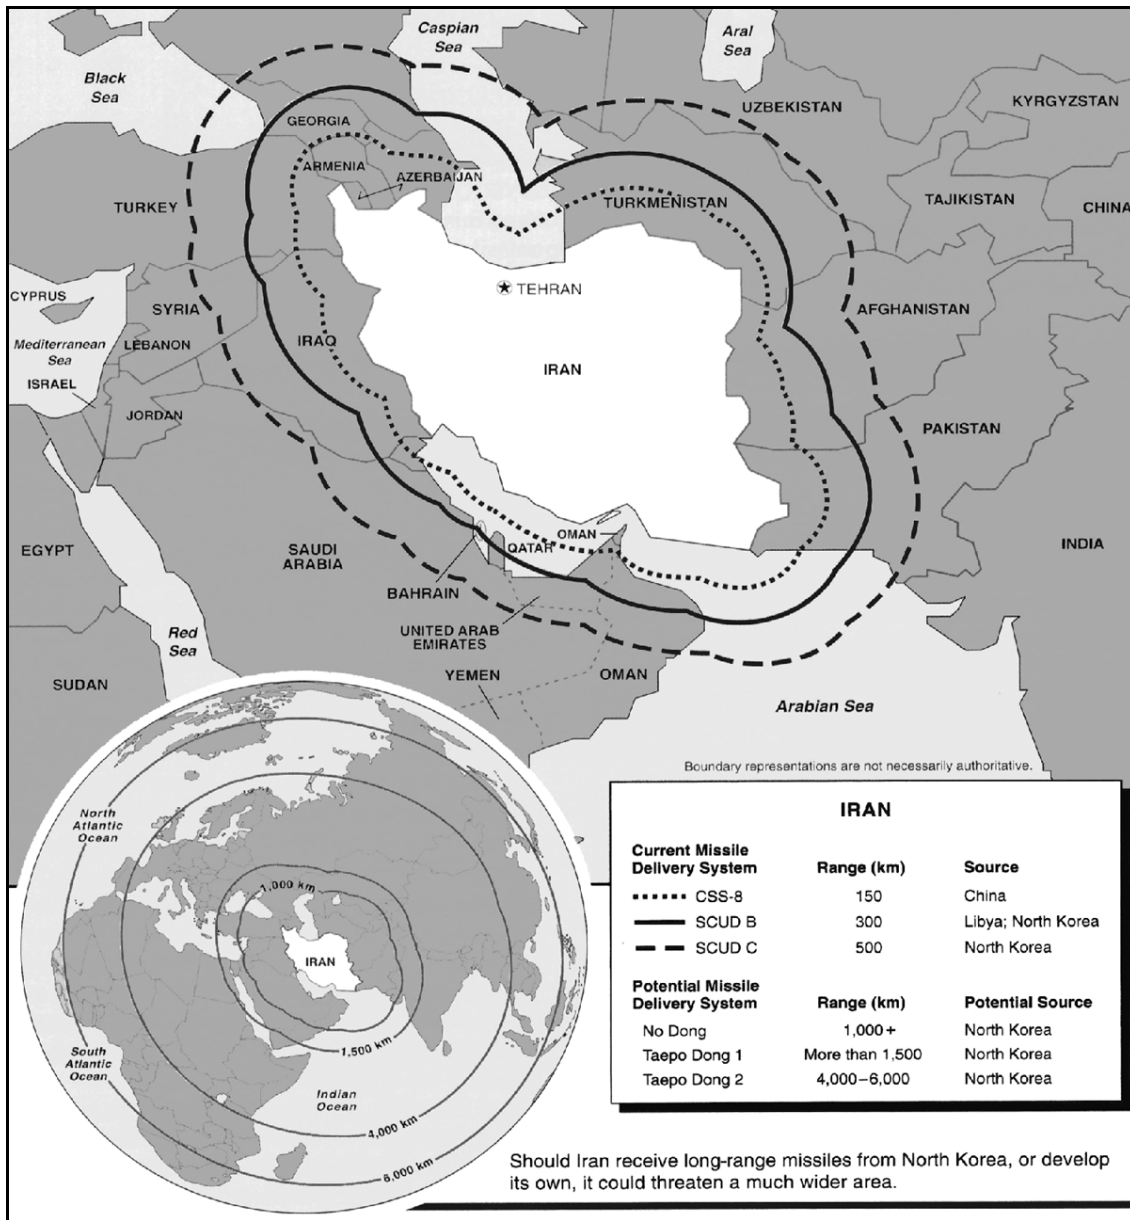 Caspian
Sea
Aral
Sea
Black
Sea
UZBEKISTAN
KYRGYZSTAN
GEORGIA
ARMENIA
AZERBAIJAN
TURKMENISTAN
TAJIKISTAN
CHINA
TURKEY
TEHRAN
CYPRUS
SYRIA
AFGHANISTAN
Mediterranean
Sea
LEBANON
IRAQ
IRAN
ISRAEL
JORDAN
PAKISTAN
EGYPT
SAUDI
ARABIA
OMAN
QATAR
INDIA
BAHRAIN
UNITED ARAB
EMIRATES
Red
Sea
SUDAN
YEMEN
OMAN
Arabian Sea
Boundary representations are not necessarily authoritative.
North
Atlantic
Ocean
1,000 km
IRAN
1,500 km
South
Atlantic
Ocean
Indian
Ocean
4,000 km
6,000 km
IRAN
Current Missile
Delivery System Range (km) Source
CSS-8 150 China
SCUD B 300 Libya; North Korea
SCUD C 500 North Korea
Potential Missile
Delivery System Range (km) Potential Source
No Dong 1,000+ North Korea
Taepo Dong 1 More than 1,500 North Korea
Taepo Dong 2 4,000–6,000 North Korea
Should Iran receive long-range missiles from North Korea, or develop
its own, it could threaten a much wider area.